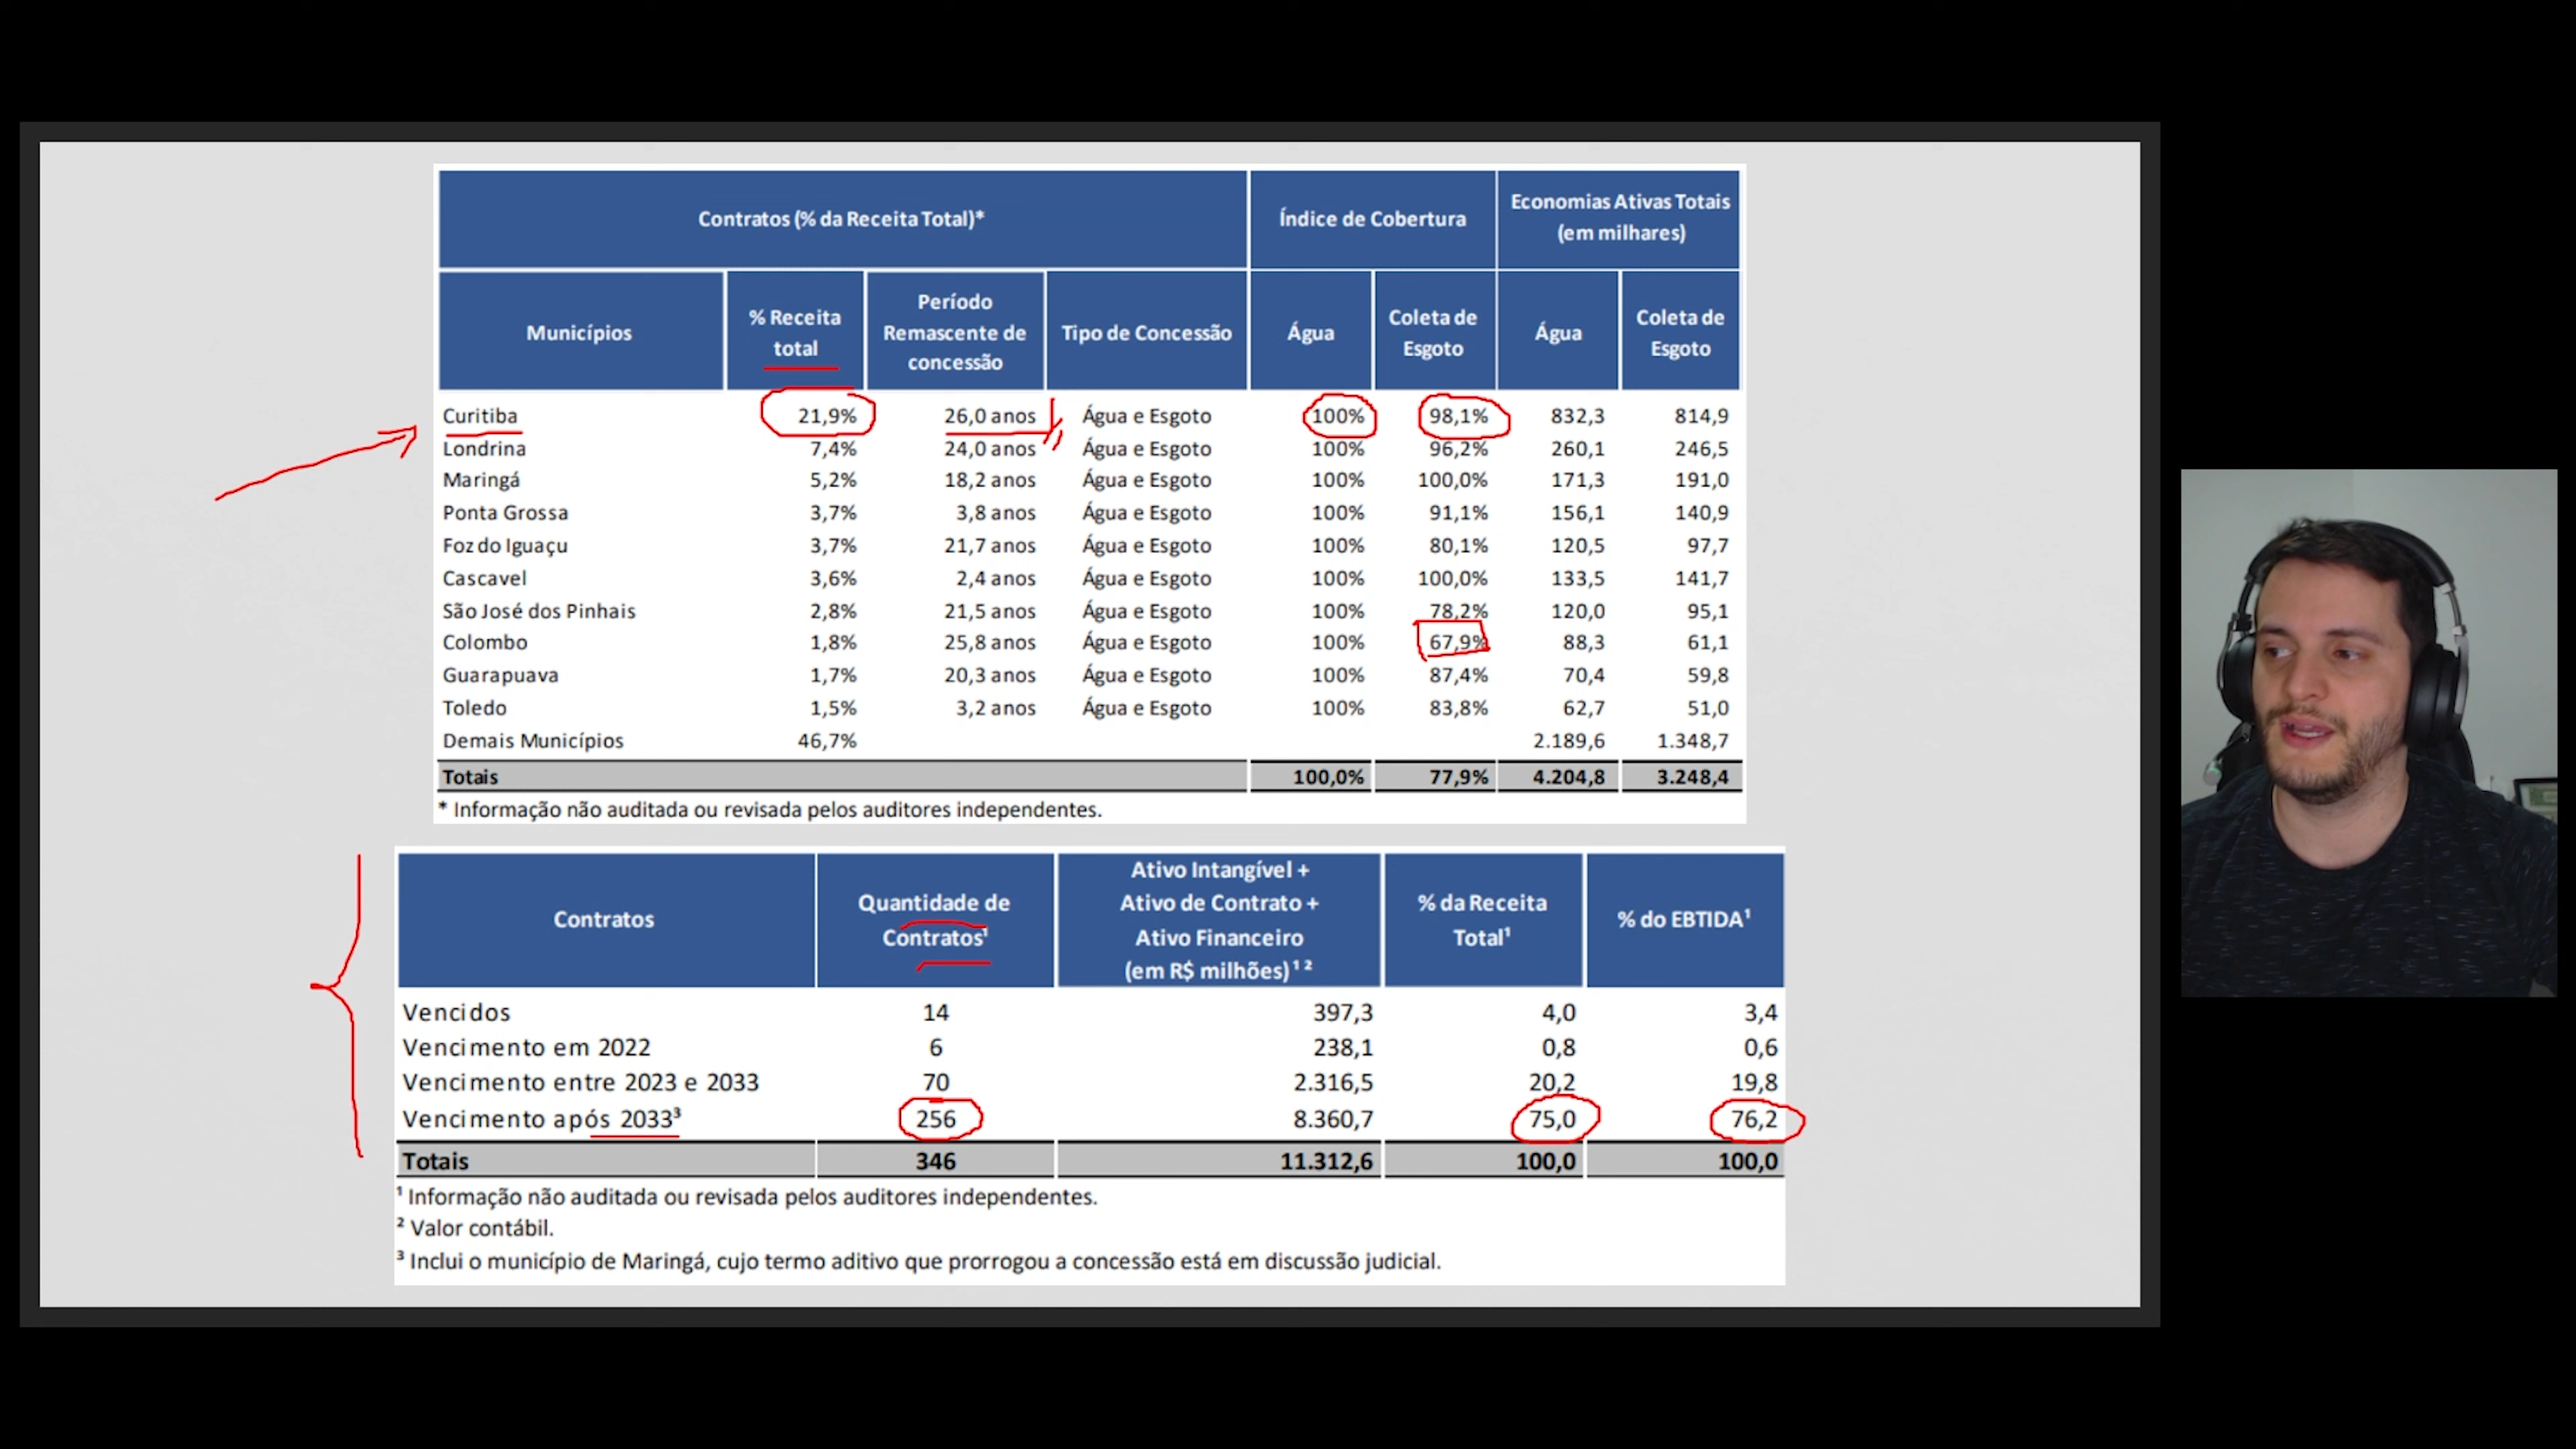 Contratos (% da Receita Total)* Índice de Cobertura Economias Ativas Totais (em milhares)
Municípios % Receita total Período Remascente de concessão Tipo de Concessão Água Coleta de Esgoto Água Coleta de Esgoto
Curitiba 21,9% 26,0 anos Água e Esgoto 100% 98,1% 832,3 814,9
Londrina 7,4% 24,0 anos Água e Esgoto 100% 96,2% 260,1 246,5
Maringá 5,2% 18,2 anos Água e Esgoto 100% 100,0% 171,3 191,0
Ponta Grossa 3,7% 3,8 anos Água e Esgoto 100% 91,1% 156,1 140,9
Foz do Iguaçu 3,7% 21,7 anos Água e Esgoto 100% 80,1% 120,5 97,7
Cascavel 3,6% 2,4 anos Água e Esgoto 100% 100,0% 133,5 141,7
São José dos Pinhais 2,8% 21,5 anos Água e Esgoto 100% 78,2% 120,0 95,1
Colombo 1,8% 25,8 anos Água e Esgoto 100% 67,9% 88,3 61,1
Guarapuava 1,7% 20,3 anos Água e Esgoto 100% 87,4% 70,4 59,8
Toledo 1,5% 3,2 anos Água e Esgoto 100% 83,8% 62,7 51,0
Demais Municípios 46,7% 2.189,6 1.348,7
Totais 100,0% 77,9% 4.204,8 3.248,4
* Informação não auditada ou revisada pelos auditores independentes.
Contratos Quantidade de Contratos¹ Ativo Intangível + Ativo de Contrato + Ativo Financeiro (em R$ milhões) ¹ ² % da Receita Total¹ % do EBTIDA¹
Vencidos 14 397,3 4,0 3,4
Vencimento em 2022 6 238,1 0,8 0,6
Vencimento entre 2023 e 2033 70 2.316,5 20,2 19,8
Vencimento após 2033³ 256 8.360,7 75,0 76,2
Totais 346 11.312,6 100,0 100,0
¹ Informação não auditada ou revisada pelos auditores independentes.
² Valor contábil.
³ Inclui o município de Maringá, cujo termo aditivo que prorrogou a concessão está em discussão judicial.